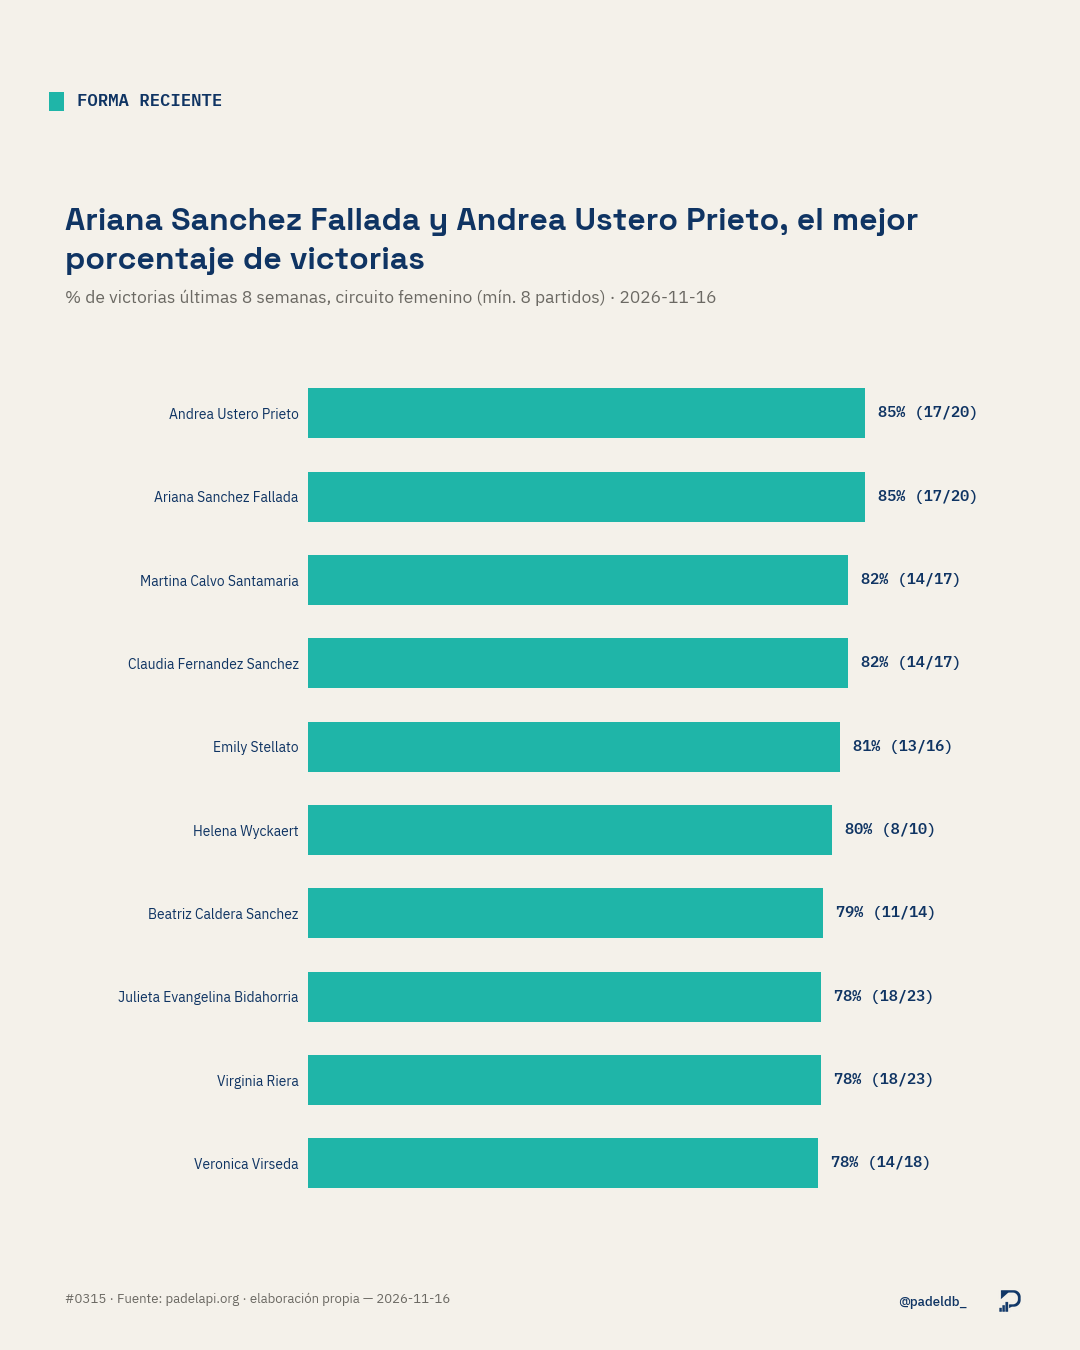 FORMA RECIENTE
Ariana Sanchez Fallada y Andrea Ustero Prieto, el mejor
porcentaje de victorias
% de victorias últimas 8 semanas, circuito femenino (mín. 8 partidos) · 2026-11-16
Andrea Ustero Prieto 85% (17/20)
Ariana Sanchez Fallada 85% (17/20)
Martina Calvo Santamaria 82% (14/17)
Claudia Fernandez Sanchez 82% (14/17)
Emily Stellato 81% (13/16)
Helena Wyckaert 80% (8/10)
Beatriz Caldera Sanchez 79% (11/14)
Julieta Evangelina Bidahorria 78% (18/23)
Virginia Riera 78% (18/23)
Veronica Virseda 78% (14/18)
#0315 · Fuente: padelapi.org · elaboración propia — 2026-11-16
@padeldb_